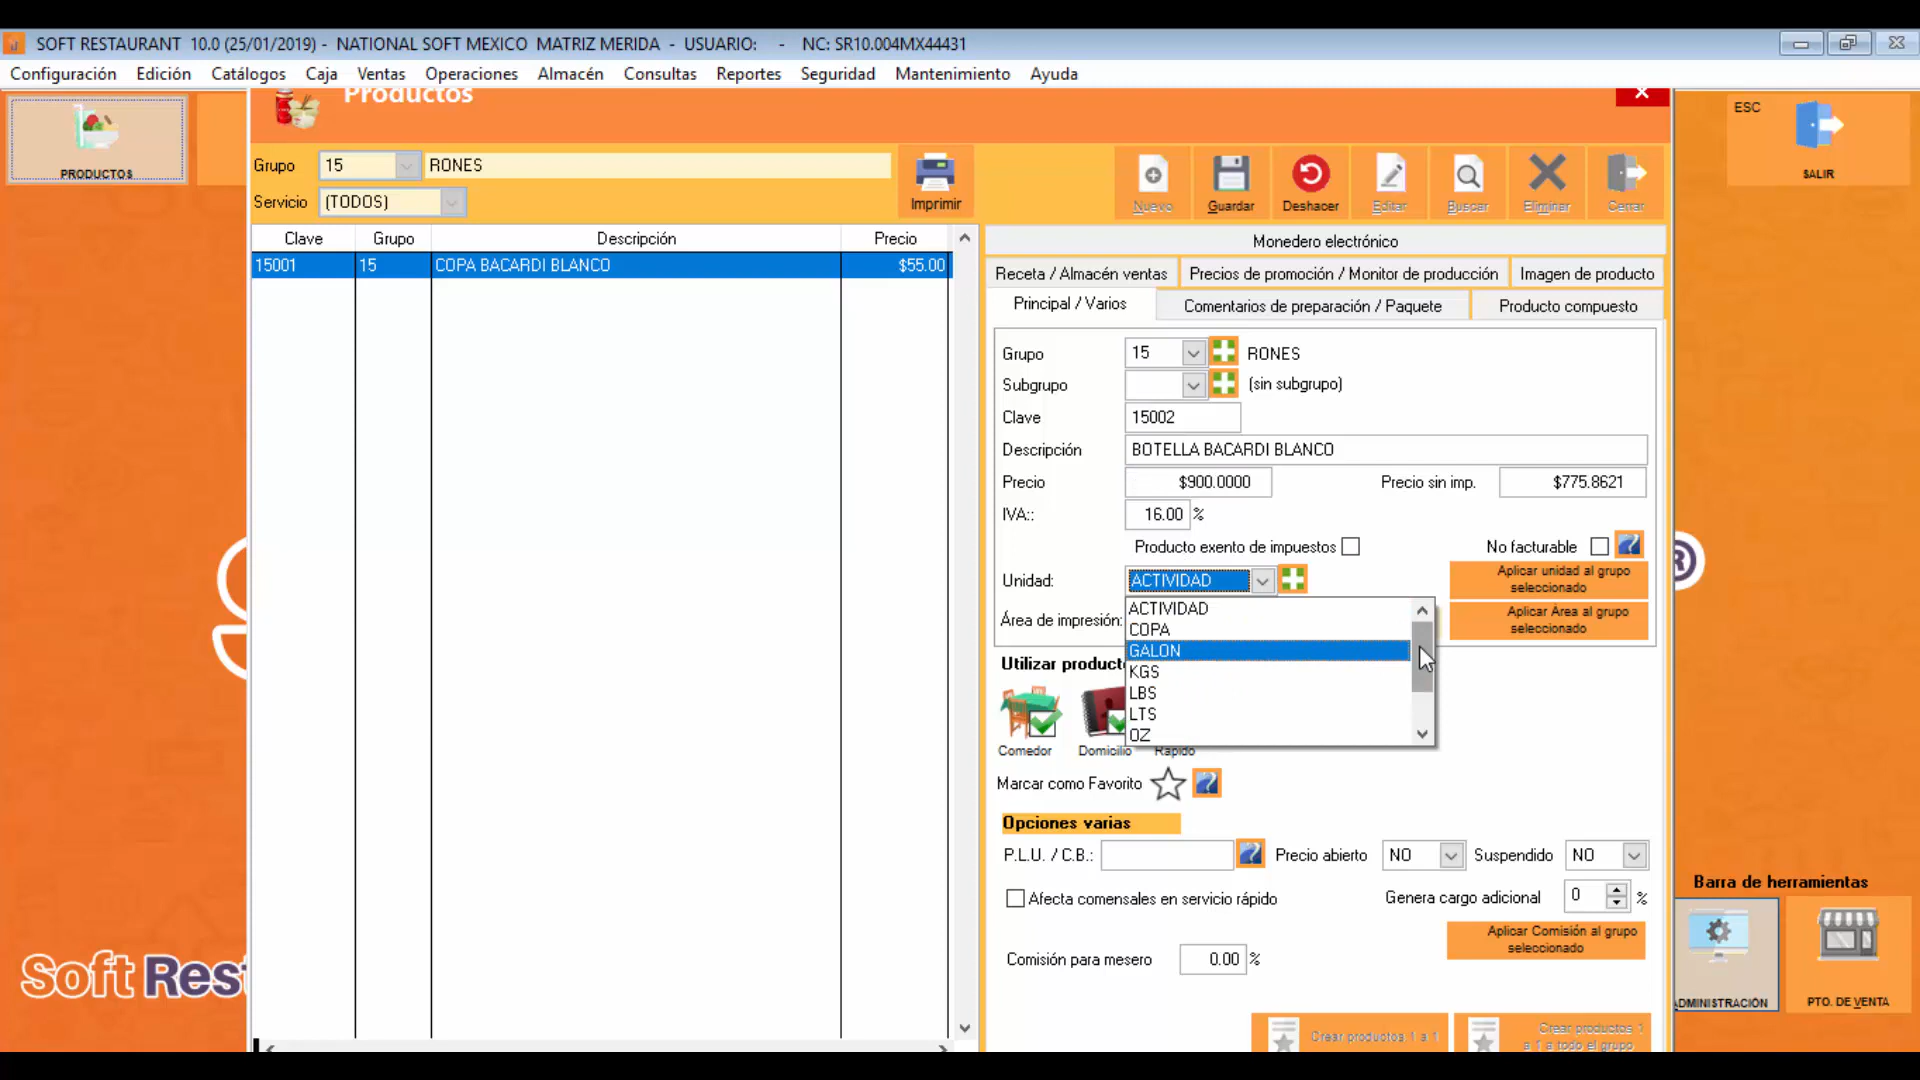 SOFT RESTAURANT 10.0 (25/01/2019) - NATIONAL SOFT MEXICO MATRIZ MERIDA - USUARIO: - NC: SR10.004MX44431
Configuración Edición Catálogos Caja Ventas Operaciones Almacén Consultas Reportes Seguridad Mantenimiento Ayuda
PRODUCTOS
Productos
ESC
SALIR
Grupo 15 RONES
Servicio (TODOS)
Imprimir
Nuevo Guardar Deshacer Editar Buscar Eliminar Cerrar
Clave Grupo Descripción Precio
15001 15 COPA BACARDI BLANCO $55.00
Monedero electrónico
Receta / Almacén ventas Precios de promoción / Monitor de producción Imagen de producto
Principal / Varios Comentarios de preparación / Paquete Producto compuesto
Grupo 15 RONES
Subgrupo (sin subgrupo)
Clave 15002
Descripción BOTELLA BACARDI BLANCO
Precio $900.0000 Precio sin imp. $775.8621
IVA:: 16.00 %
Producto exento de impuestos No facturable
Unidad: ACTIVIDAD
Aplicar unidad al grupo
seleccionado
Área de impresión:
Aplicar Area al grupo
seleccionado
ACTIVIDAD
COPA
GALON
KGS
LBS
LTS
OZ
Utilizar product
Comedor Domicilio Rápido
Marcar como Favorito
Opciones varias
P.L.U. / C.B.: Precio abierto NO Suspendido NO
Afecta comensales en servicio rápido Genera cargo adicional 0 %
Aplicar Comisión al grupo
seleccionado
Comisión para mesero 0.00 %
Crear productos 1 a 1
Crear productos 1
a 1 a todo el grupo
Barra de herramientas
DMINISTRACIÓN
PTO. DE VENTA
Soft Rest
®